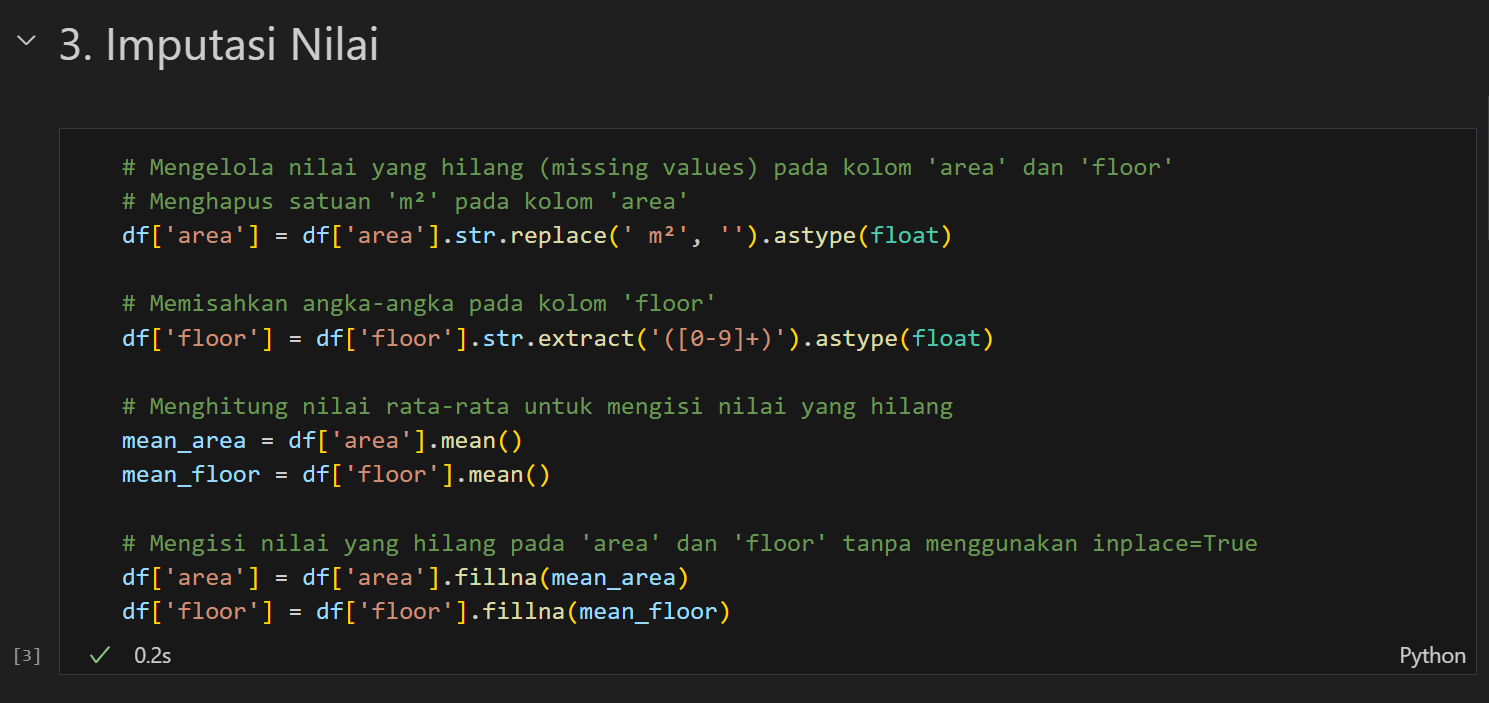 3. Imputasi Nilai
# Mengelola nilai yang hilang (missing values) pada kolom 'area' dan 'floor'
# Menghapus satuan 'm²' pada kolom 'area'
df['area'] = df['area'].str.replace(' m²', '').astype(float)
# Memisahkan angka-angka pada kolom 'floor'
df['floor'] = df['floor'].str.extract('([0-9]+)').astype(float)
# Menghitung nilai rata-rata untuk mengisi nilai yang hilang
mean_area = df['area'].mean()
mean_floor = df['floor'].mean()
# Mengisi nilai yang hilang pada 'area' dan 'floor' tanpa menggunakan inplace=True
df['area'] = df['area'].fillna(mean_area)
df['floor'] = df['floor'].fillna(mean_floor)
[3] 0.2s Python